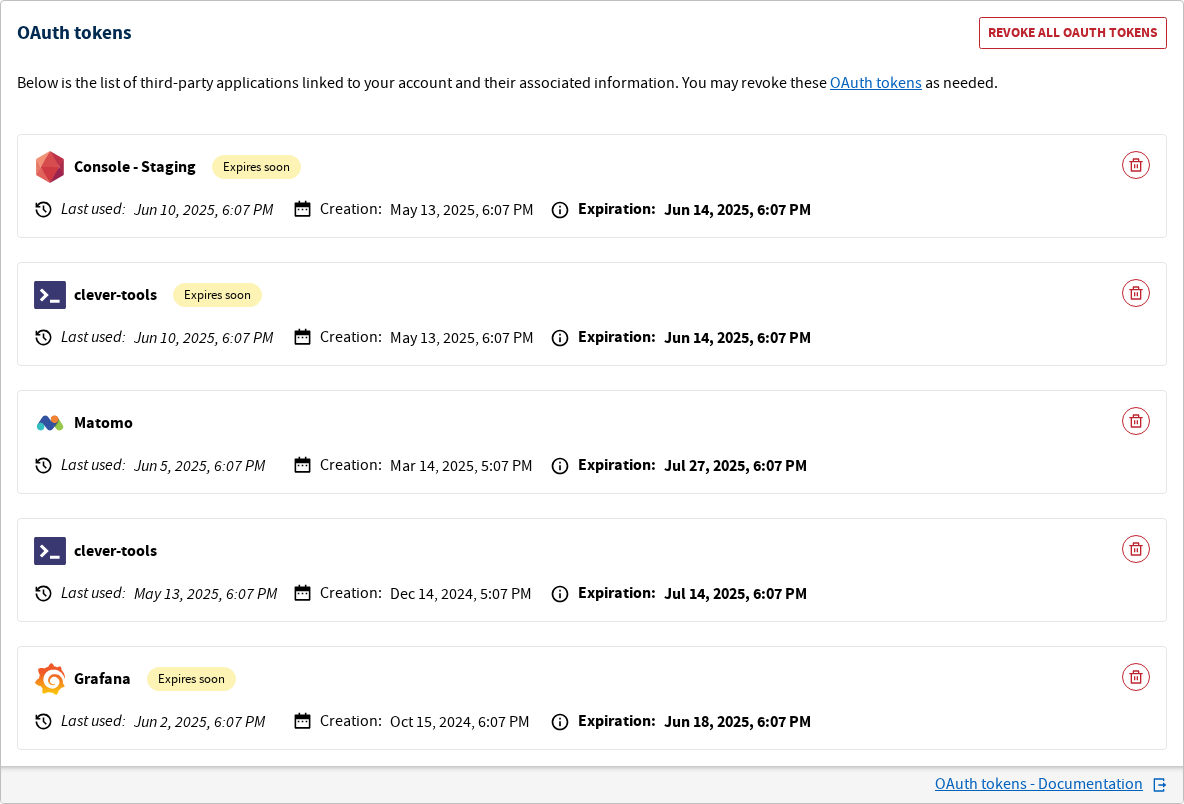 OAuth tokens
REVOKE ALL OAUTH TOKENS
Below is the list of third-party applications linked to your account and their associated information. You may revoke these OAuth tokens as needed.
Console - Staging Expires soon
Last used: Jun 10, 2025, 6:07 PM Creation: May 13, 2025, 6:07 PM Expiration: Jun 14, 2025, 6:07 PM
clever-tools Expires soon
Last used: Jun 10, 2025, 6:07 PM Creation: May 13, 2025, 6:07 PM Expiration: Jun 14, 2025, 6:07 PM
Matomo
Last used: Jun 5, 2025, 6:07 PM Creation: Mar 14, 2025, 5:07 PM Expiration: Jul 27, 2025, 6:07 PM
clever-tools
Last used: May 13, 2025, 6:07 PM Creation: Dec 14, 2024, 5:07 PM Expiration: Jul 14, 2025, 6:07 PM
Grafana Expires soon
Last used: Jun 2, 2025, 6:07 PM Creation: Oct 15, 2024, 6:07 PM Expiration: Jun 18, 2025, 6:07 PM
OAuth tokens - Documentation